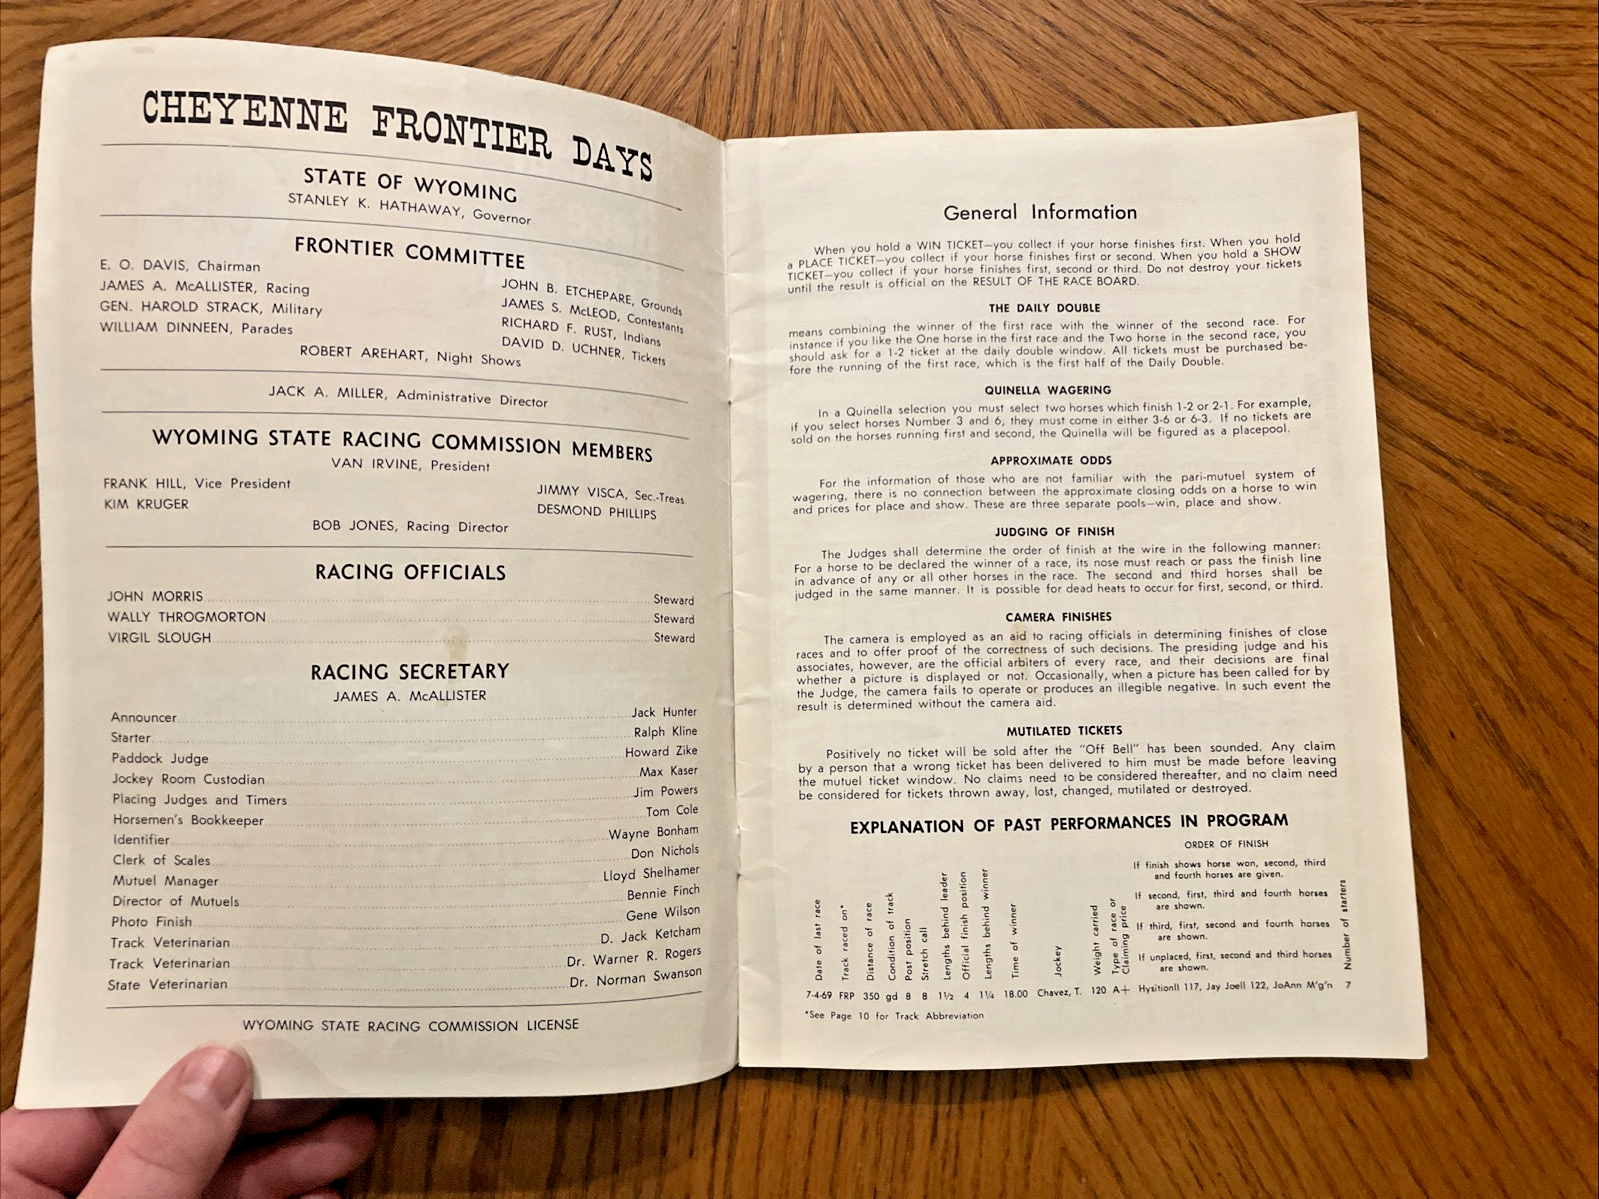 CHEYENNE FRONTIER DAYS
STATE OF WYOMING
STANLEY K. HATHAWAY, Governor
FRONTIER COMMITTEE
E. O. DAVIS, Chairman
JAMES A. McALLISTER, Racing
GEN. HAROLD STRACK, Military
WILLIAM DINNEEN, Parades
JOHN B. ETCHEPARE, Grounds
JAMES S. McLEOD, Contestants
RICHARD F. RUST, Indians
DAVID D. UCHNER, Tickets
ROBERT AREHART, Night Shows
JACK A. MILLER, Administrative Director
WYOMING STATE RACING COMMISSION MEMBERS
VAN IRVINE, President
FRANK HILL, Vice President
KIM KRUGER
JIMMY VISCA, Sec.-Treas.
DESMOND PHILLIPS
BOB JONES, Racing Director
RACING OFFICIALS
JOHN MORRIS Steward
WALLY THROGMORTON Steward
VIRGIL SLOUGH Steward
RACING SECRETARY
JAMES A. McALLISTER
Announcer Jack Hunter
Starter Ralph Kline
Paddock Judge Howard Zike
Jockey Room Custodian Max Kaser
Placing Judges and Timers Jim Powers
Horsemen's Bookkeeper Tom Cole
Identifier Wayne Bonham
Clerk of Scales Don Nichols
Mutuel Manager Lloyd Shelhamer
Director of Mutuels Bennie Finch
Photo Finish Gene Wilson
Track Veterinarian D. Jack Ketcham
Track Veterinarian Dr. Warner R. Rogers
State Veterinarian Dr. Norman Swanson
WYOMING STATE RACING COMMISSION LICENSE
General Information
When you hold a WIN TICKET—you collect if your horse finishes first. When you hold
a PLACE TICKET—you collect if your horse finishes first or second. When you hold a SHOW
TICKET—you collect if your horse finishes first, second or third. Do not destroy your tickets
until the result is official on the RESULT OF THE RACE BOARD.
THE DAILY DOUBLE
means combining the winner of the first race with the winner of the second race. For
instance if you like the One horse in the first race and the Two horse in the second race, you
should ask for a 1-2 ticket at the daily double window. All tickets must be purchased be-
fore the running of the first race, which is the first half of the Daily Double.
QUINELLA WAGERING
In a Quinella selection you must select two horses which finish 1-2 or 2-1. For example,
if you select horses Number 3 and 6, they must come in either 3-6 or 6-3. If no tickets are
sold on the horses running first and second, the Quinella will be figured as a placepool.
APPROXIMATE ODDS
For the information of those who are not familiar with the pari-mutuel system of
wagering, there is no connection between the approximate closing odds on a horse to win
and prices for place and show. These are three separate pools—win, place and show.
JUDGING OF FINISH
The Judges shall determine the order of finish at the wire in the following manner:
For a horse to be declared the winner of a race, its nose must reach or pass the finish line
in advance of any or all other horses in the race. The second and third horses shall be
judged in the same manner. It is possible for dead heats to occur for first, second, or third.
CAMERA FINISHES
The camera is employed as an aid to racing officials in determining finishes of close
races and to offer proof of the correctness of such decisions. The presiding judge and his
associates, however, are the official arbiters of every race, and their decisions are final
whether a picture is displayed or not. Occasionally, when a picture has been called for by
the Judge, the camera fails to operate or produces an illegible negative. In such event the
result is determined without the camera aid.
MUTILATED TICKETS
Positively no ticket will be sold after the "Off Bell" has been sounded. Any claim
by a person that a wrong ticket has been delivered to him must be made before leaving
the mutuel ticket window. No claims need to be considered thereafter, and no claim need
be considered for tickets thrown away, lost, changed, mutilated or destroyed.
EXPLANATION OF PAST PERFORMANCES IN PROGRAM
Date of last race
Track raced on*
Distance of race
Condition of track
Post position
Stretch call
Lengths behind leader
Official finish position
Lengths behind winner
Time of winner
Jockey
Weight carried
Type of race or
Claiming price
ORDER OF FINISH
If finish shows horse won, second, third
and fourth horses are given.
If second, first, third and fourth horses
are shown.
If third, first, second and fourth horses
are shown.
If unplaced, first, second and third horses
are shown.
Number of starters
7-4-69 FRP 350 gd 8 8 1½ 4 1¼ 18.00 Chavez, T. 120 A+ Hysitionll 117, Jay Joell 122, JoAnn M'g'n 7
*See Page 10 for Track Abbreviation